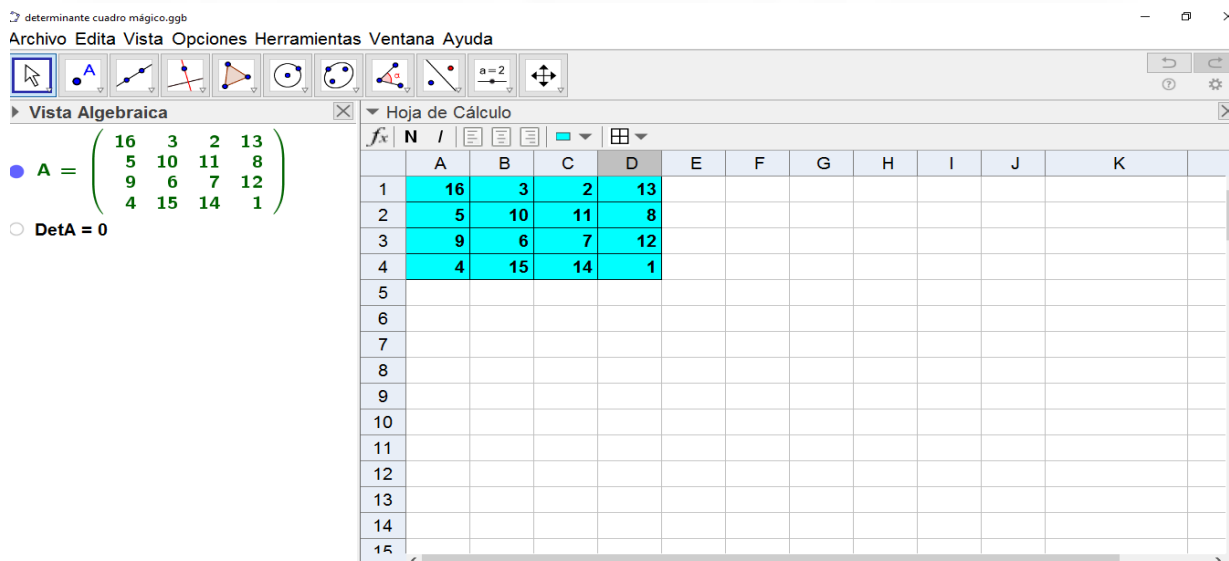 determinante cuadro mágico.ggb
Archivo Edita Vista Opciones Herramientas Ventana Ayuda
A α a=2
Vista Algebraica
A = ( 16 3 2 13
5 10 11 8
9 6 7 12
4 15 14 1 )
DetA = 0
Hoja de Cálculo
fx N I
A B C D E F G H I J K
1 16 3 2 13
2 5 10 11 8
3 9 6 7 12
4 4 15 14 1
5
6
7
8
9
10
11
12
13
14
15